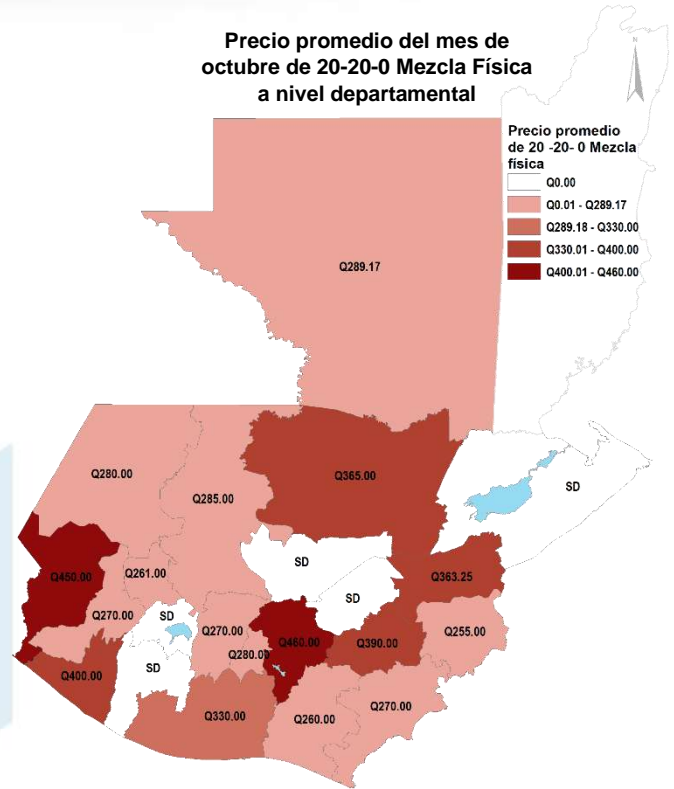 Precio promedio del mes de
octubre de 20-20-0 Mezcla Física
a nivel departamental
N
Precio promedio
de 20 -20- 0 Mezcla
física
Q0.00
Q0.01 - Q289.17
Q289.18 - Q330.00
Q330.01 - Q400.00
Q400.01 - Q460.00
Q289.17
Q280.00
Q285.00
Q365.00
SD
Q450.00
Q261.00
SD
Q363.25
SD
Q270.00
SD
Q270.00
Q280.00
Q460.00
Q390.00
Q255.00
Q400.00
SD
Q330.00
Q260.00
Q270.00